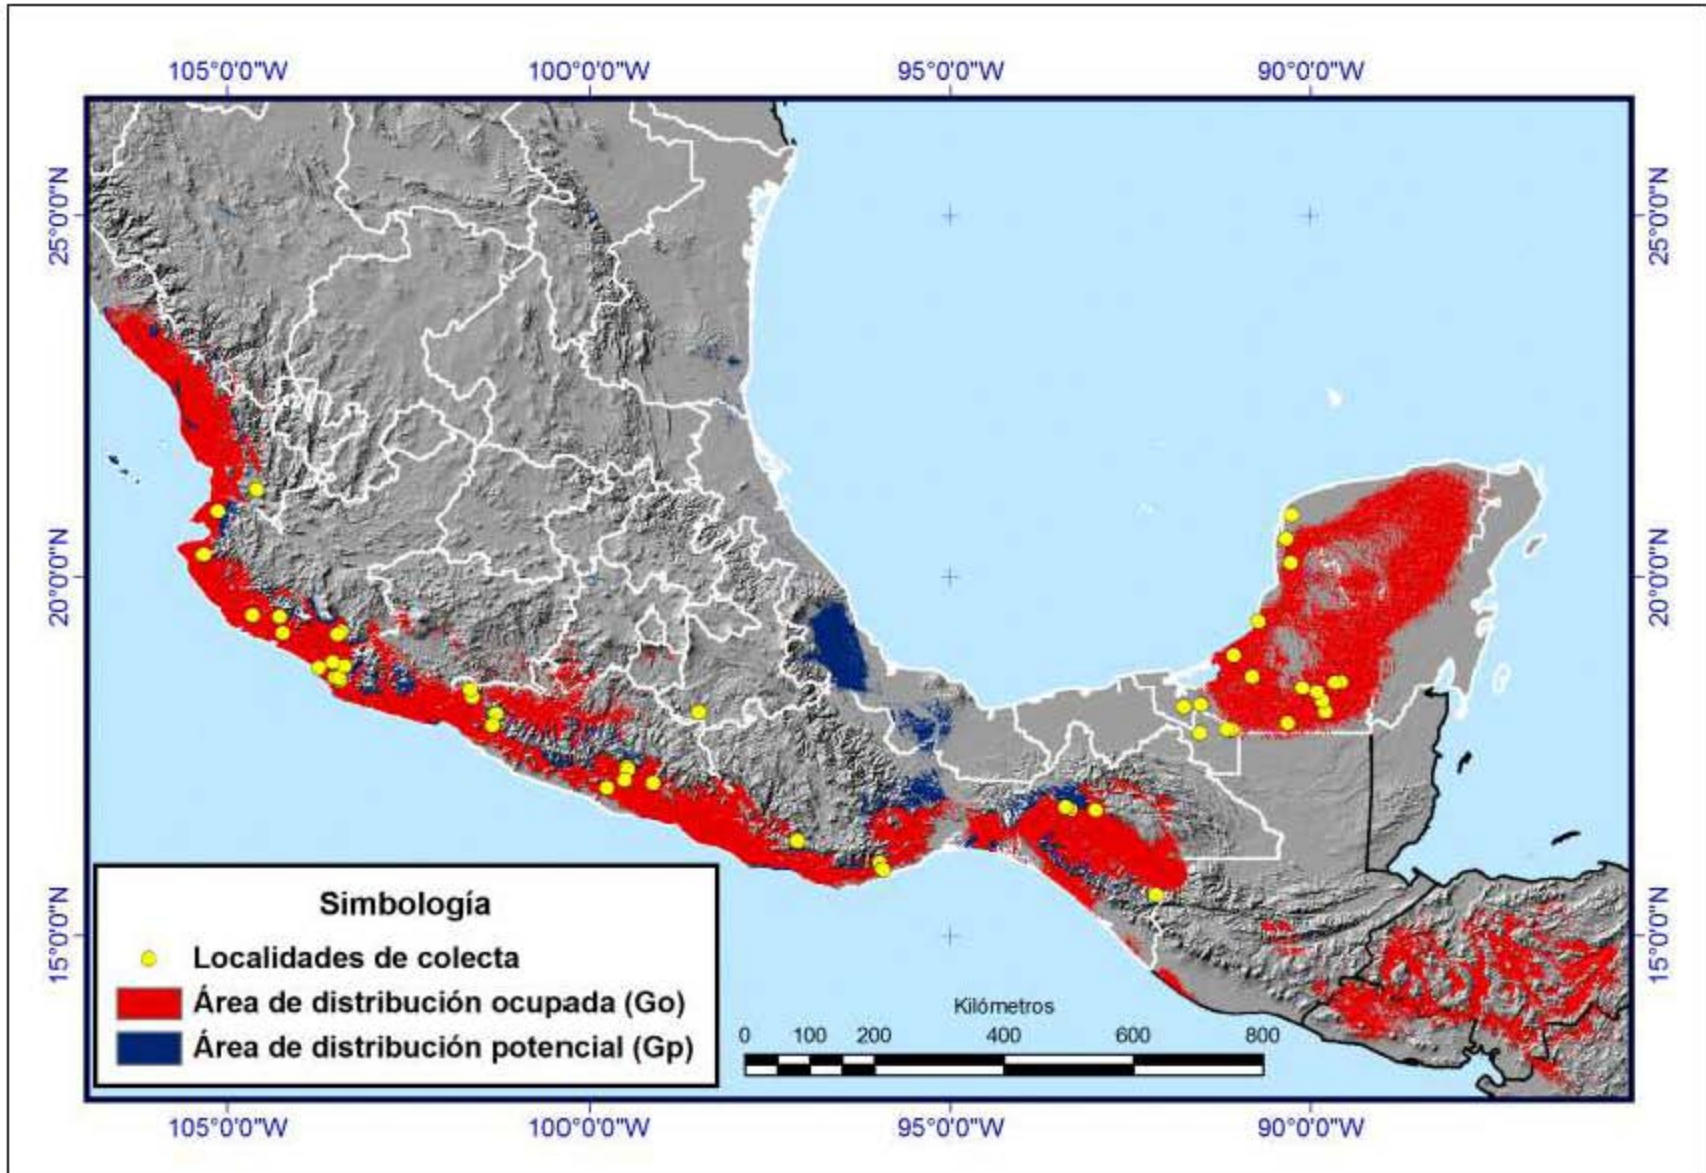 105°0'0"W 100°0'0"W 95°0'0"W 90°0'0"W
25°0'0"N 25°0'0"N
20°0'0"N 20°0'0"N
15°0'0"N 15°0'0"N
Simbología
Localidades de colecta
Área de distribución ocupada (Go)
Área de distribución potencial (Gp)
Kilómetros
0 100 200 400 600 800
105°0'0"W 100°0'0"W 95°0'0"W 90°0'0"W